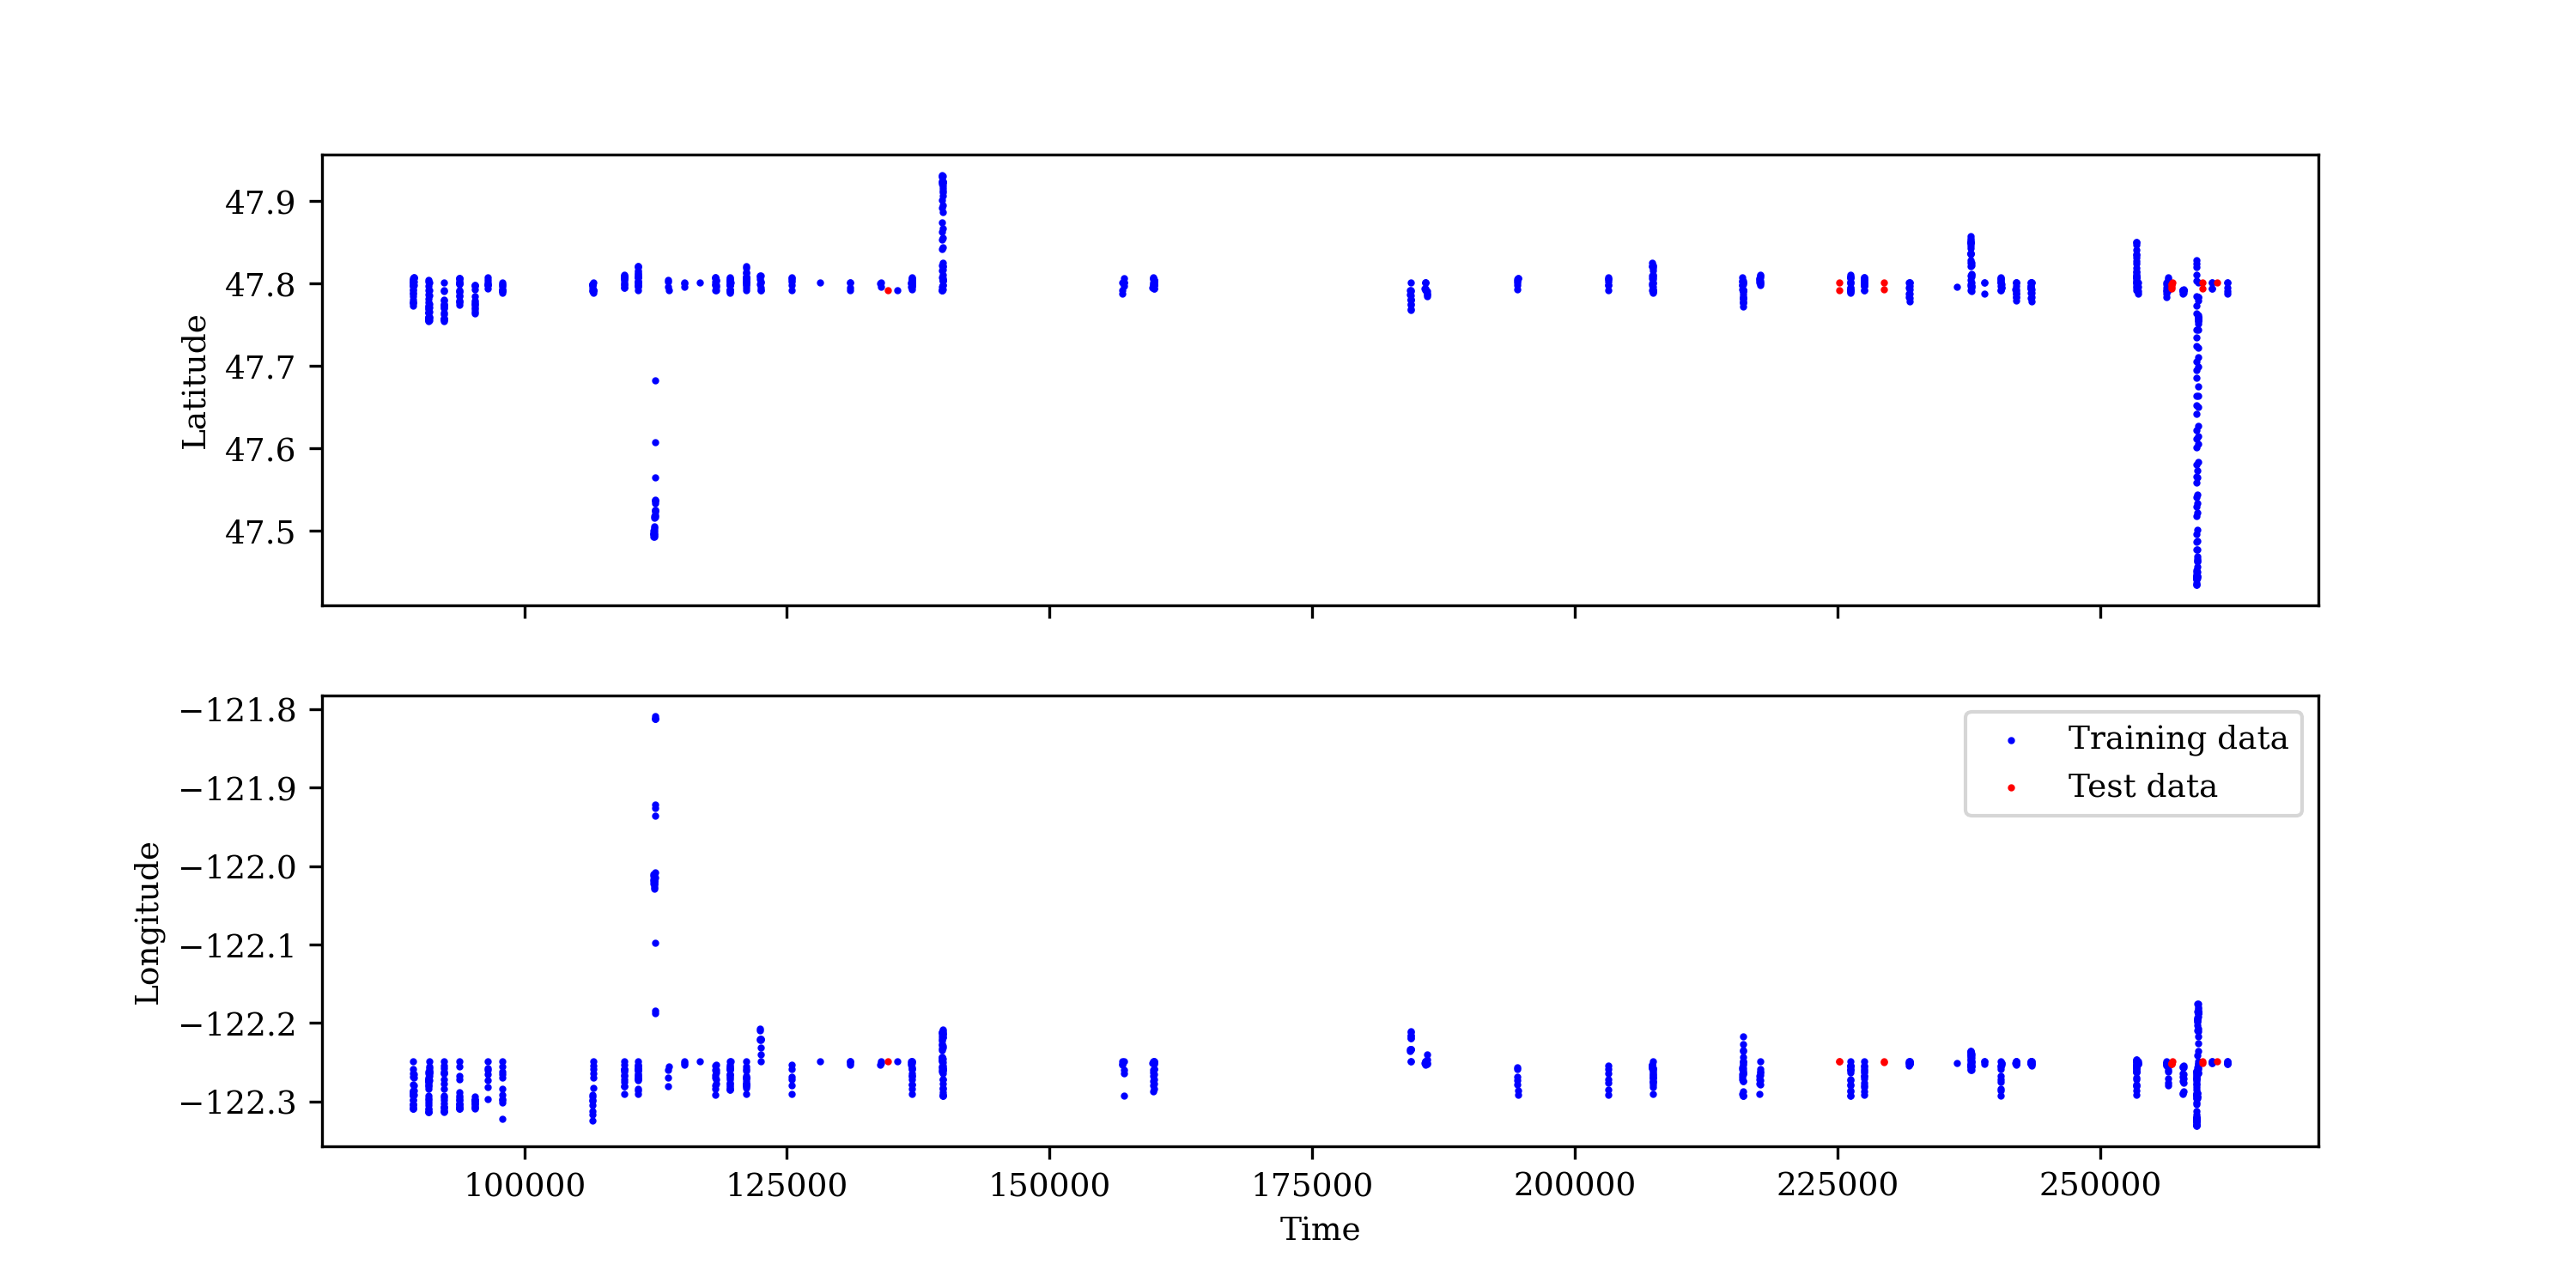 47.9
47.8
47.7
47.6
47.5
Latitude
−121.8
−121.9
−122.0
−122.1
−122.2
−122.3
Longitude
Training data
Test data
100000 125000 150000 175000 200000 225000 250000
Time